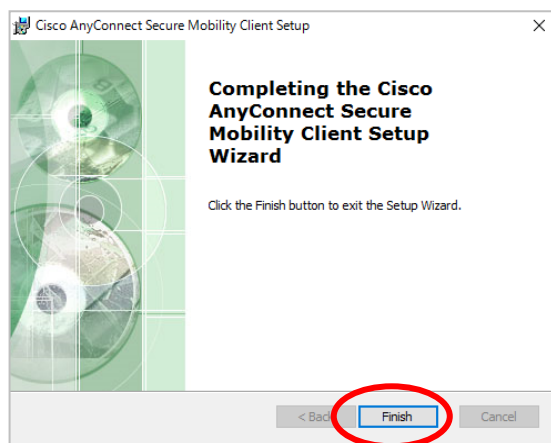 Cisco AnyConnect Secure Mobility Client Setup
Completing the Cisco
AnyConnect Secure
Mobility Client Setup
Wizard
Click the Finish button to exit the Setup Wizard.
< Back
Finish
Cancel